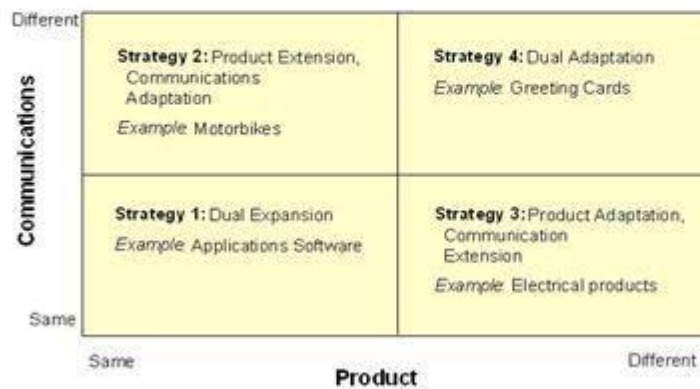 Different
Communications
Strategy 2: Product Extension,
Communications
Adaptation
Example: Motorbikes
Strategy 4: Dual Adaptation
Example: Greeting Cards
Strategy 1: Dual Expansion
Example: Applications Software
Strategy 3: Product Adaptation,
Communication
Extension
Example: Electrical products
Same
Same
Product
Different